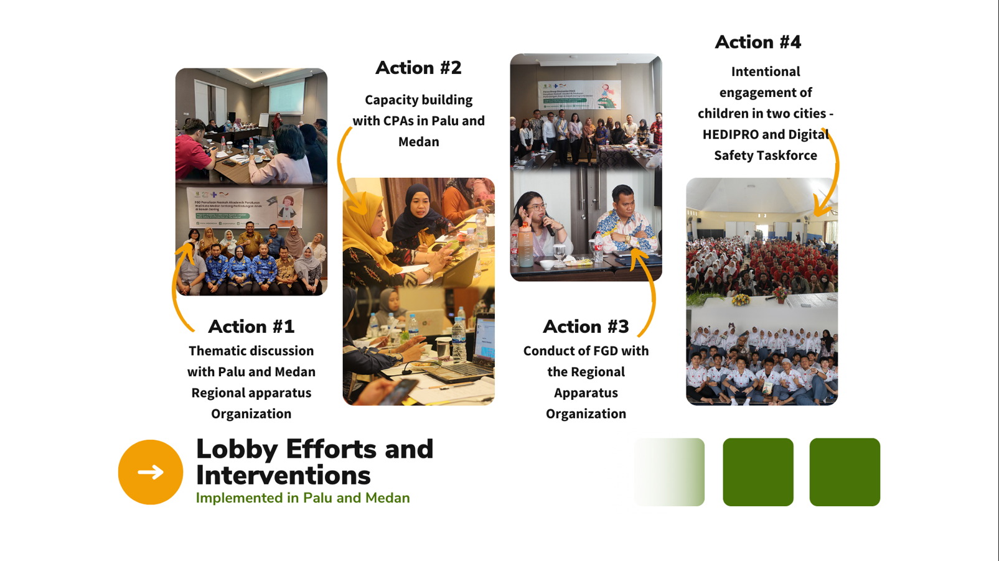 Action #4
Intentional
engagement of
children in two cities -
HEDIPRO and Digital
Safety Taskforce
Action #2
Capacity building
with CPAs in Palu and
Medan
FGD Penulisan Naskah Akademik Peraturan
Wali Kota Medan tentang Perlindungan Anak
di Ranah Daring
Action #1
Thematic discussion
with Palu and Medan
Regional apparatus
Organization
Action #3
Conduct of FGD with
the Regional
Apparatus
Organization
Lobby Efforts and
Interventions
Implemented in Palu and Medan